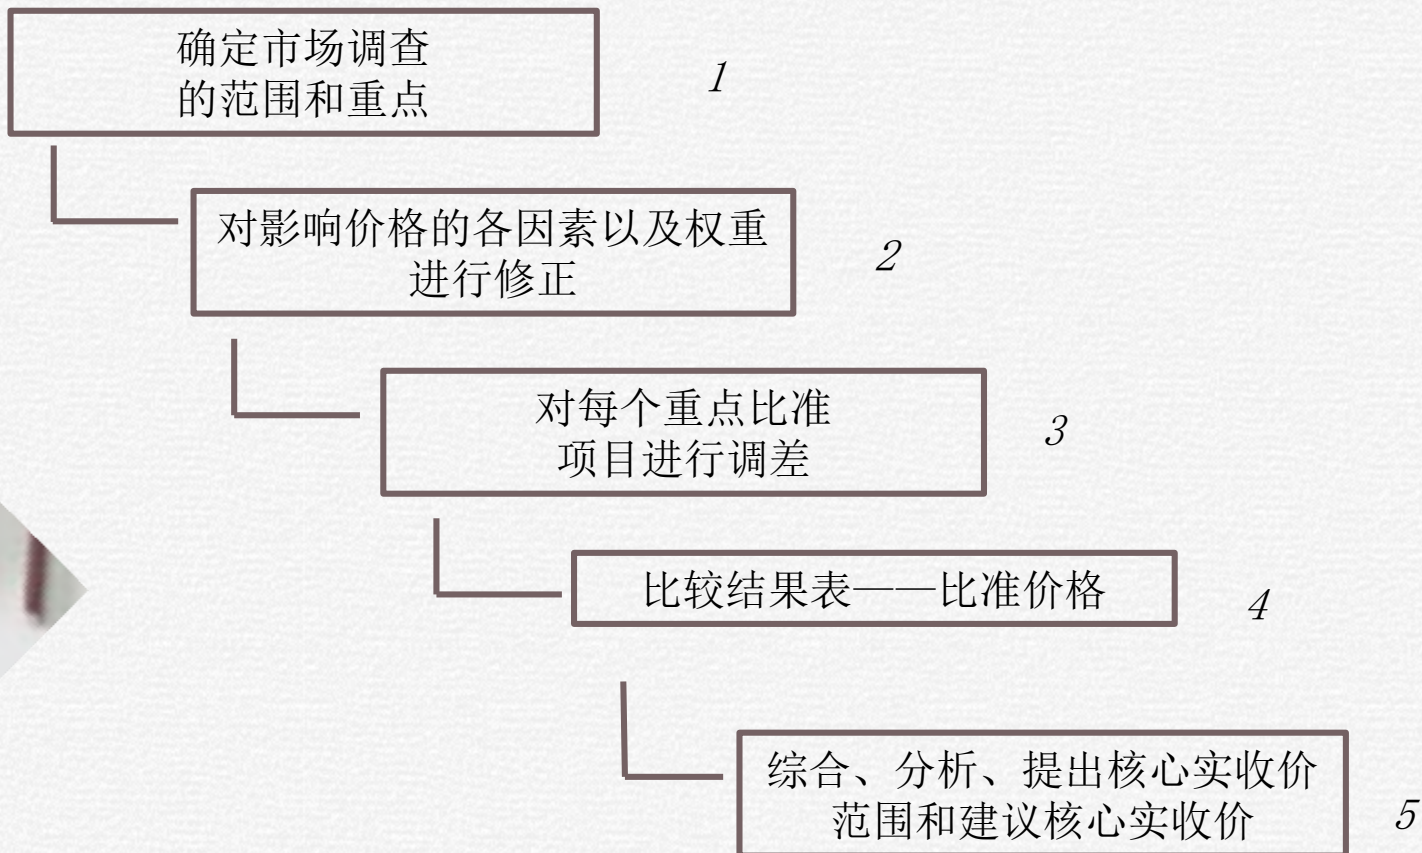 确定市场调查
的范围和重点
1
对影响价格的各因素以及权重
进行修正
2
对每个重点比准
项目进行调差
3
比较结果表——比准价格
4
综合、分析、提出核心实收价
范围和建议核心实收价
5